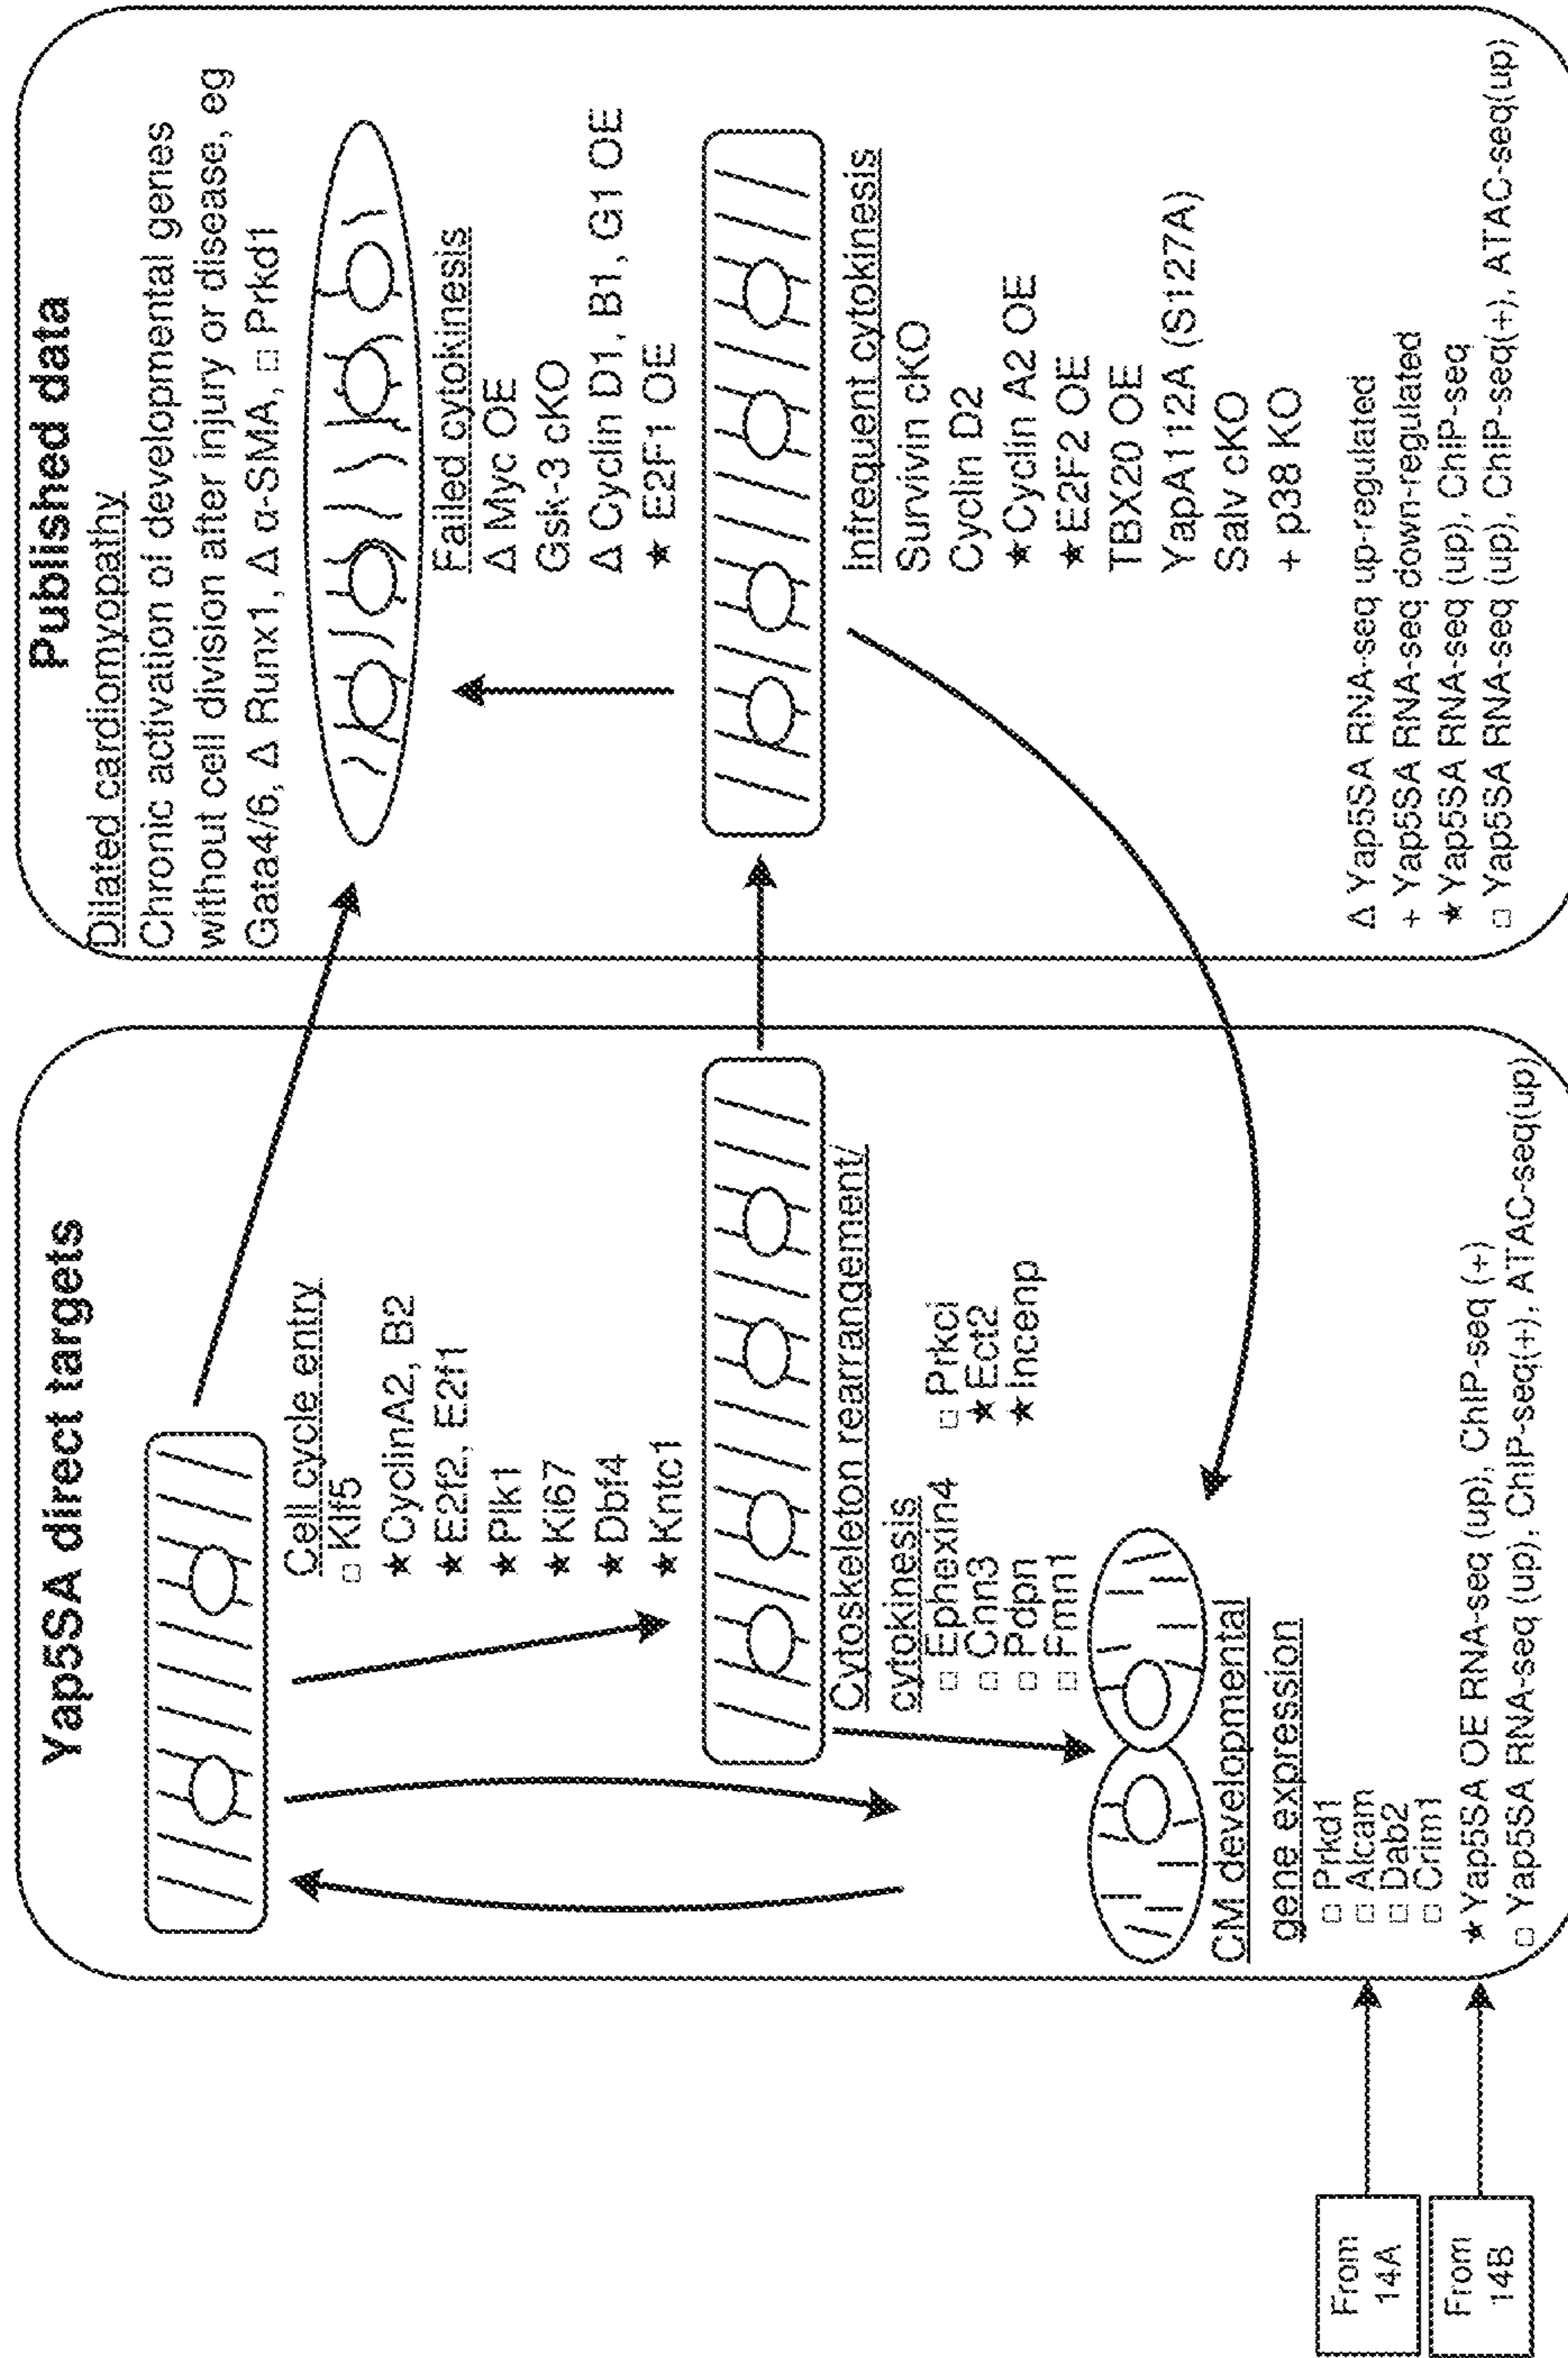 Yap5SA direct targets
Cell cycle entry
□ Klf5
★CyclinA2, B2
★E2f2, E2f1
★Plk1
★Ki67
★Dbf4
★Kntc1
Cytoskeleton rearrangement/
cytokinesis
□ Ephexin4
□ Cnn3
□ Pdpn
□ Fmn1
□ Prkci
★Ect2
★Incenp
CM developmental
gene expression
□ Prkd1
□ Alcam
□ Dab2
□ Crim1
★Yap5SA OE RNA-seq (up), ChIP-seq (+)
□ Yap5SA RNA-seq (up), ChIP-seq(+), ATAC-seq(up)
From
14A
From
14B
Published data
Dilated cardiomyopathy
Chronic activation of developmental genes
without cell division after injury or disease, eg
Gata4/6, Δ Runx1, Δ α-SMA, □ Prkd1
Failed cytokinesis
Δ Myc OE
Gsk-3 cKO
Δ Cyclin D1, B1, G1 OE
★ E2F1 OE
Infrequent cytokinesis
Survivin cKO
Cyclin D2
★Cyclin A2 OE
★E2F2 OE
TBX20 OE
YapA112A (S127A)
Salv cKO
+ p38 KO
Δ Yap5SA RNA-seq up-regulated
+ Yap5SA RNA-seq down-regulated
★ Yap5SA RNA-seq (up), ChIP-seq
□ Yap5SA RNA-seq (up), ChIP-seq(+), ATAC-seq(up)